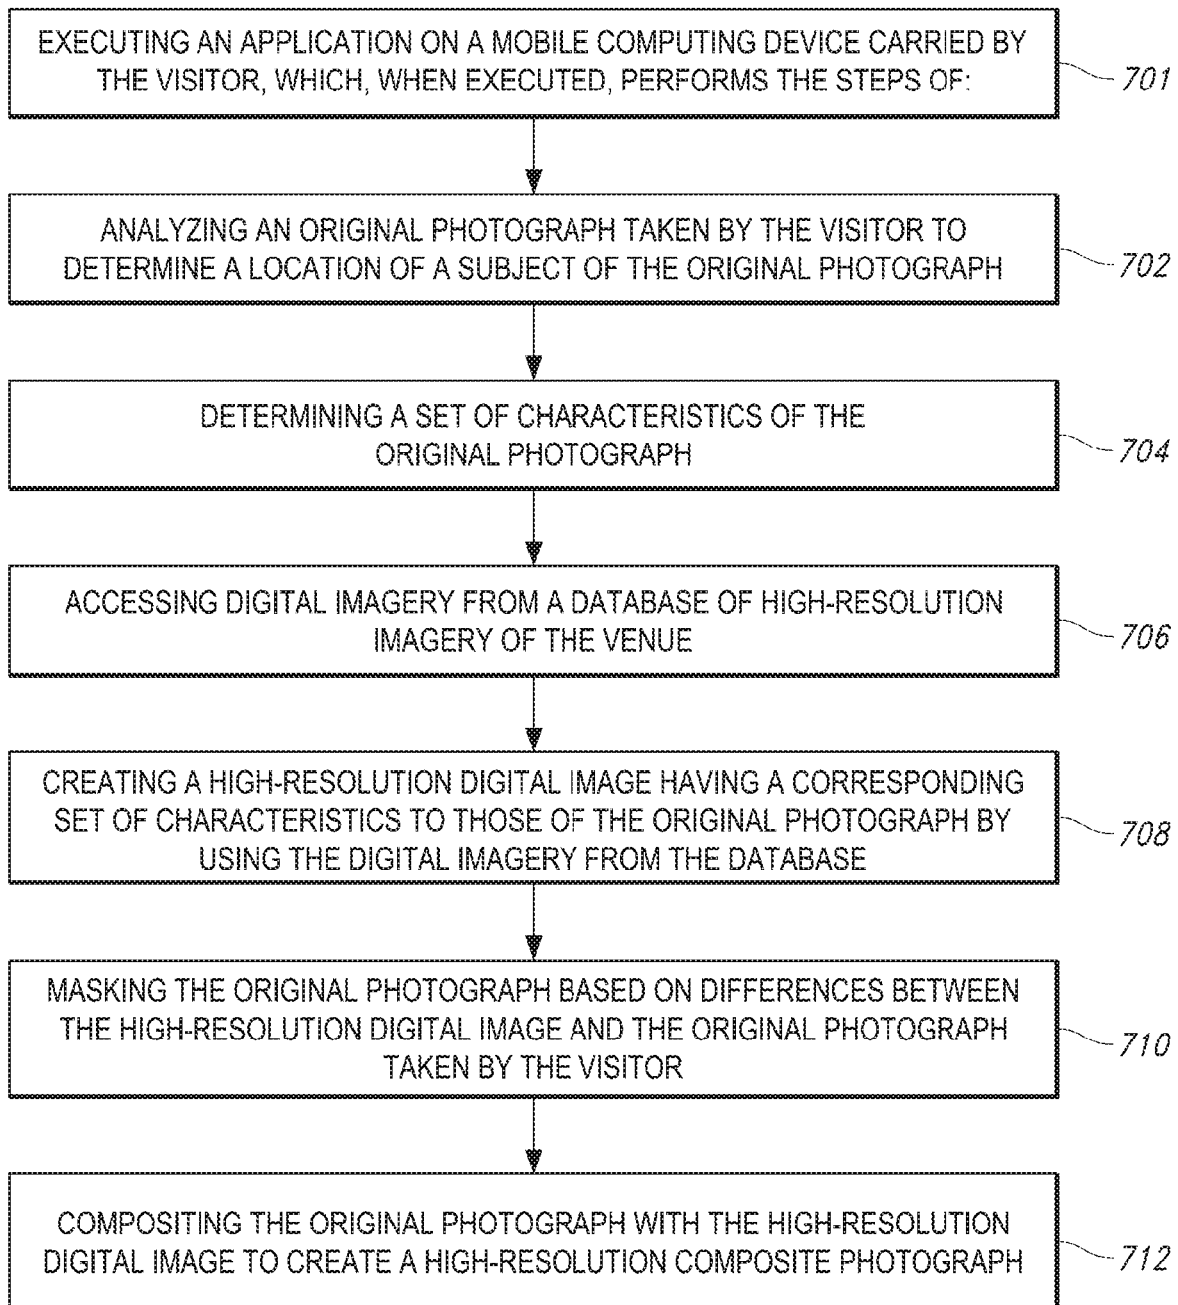 EXECUTING AN APPLICATION ON A MOBILE COMPUTING DEVICE CARRIED BY
THE VISITOR, WHICH, WHEN EXECUTED, PERFORMS THE STEPS OF:
701
ANALYZING AN ORIGINAL PHOTOGRAPH TAKEN BY THE VISITOR TO
DETERMINE A LOCATION OF A SUBJECT OF THE ORIGINAL PHOTOGRAPH
702
DETERMINING A SET OF CHARACTERISTICS OF THE
ORIGINAL PHOTOGRAPH
704
ACCESSING DIGITAL IMAGERY FROM A DATABASE OF HIGH-RESOLUTION
IMAGERY OF THE VENUE
706
CREATING A HIGH-RESOLUTION DIGITAL IMAGE HAVING A CORRESPONDING
SET OF CHARACTERISTICS TO THOSE OF THE ORIGINAL PHOTOGRAPH BY
USING THE DIGITAL IMAGERY FROM THE DATABASE
708
MASKING THE ORIGINAL PHOTOGRAPH BASED ON DIFFERENCES BETWEEN
THE HIGH-RESOLUTION DIGITAL IMAGE AND THE ORIGINAL PHOTOGRAPH
TAKEN BY THE VISITOR
710
COMPOSITING THE ORIGINAL PHOTOGRAPH WITH THE HIGH-RESOLUTION
DIGITAL IMAGE TO CREATE A HIGH-RESOLUTION COMPOSITE PHOTOGRAPH
712